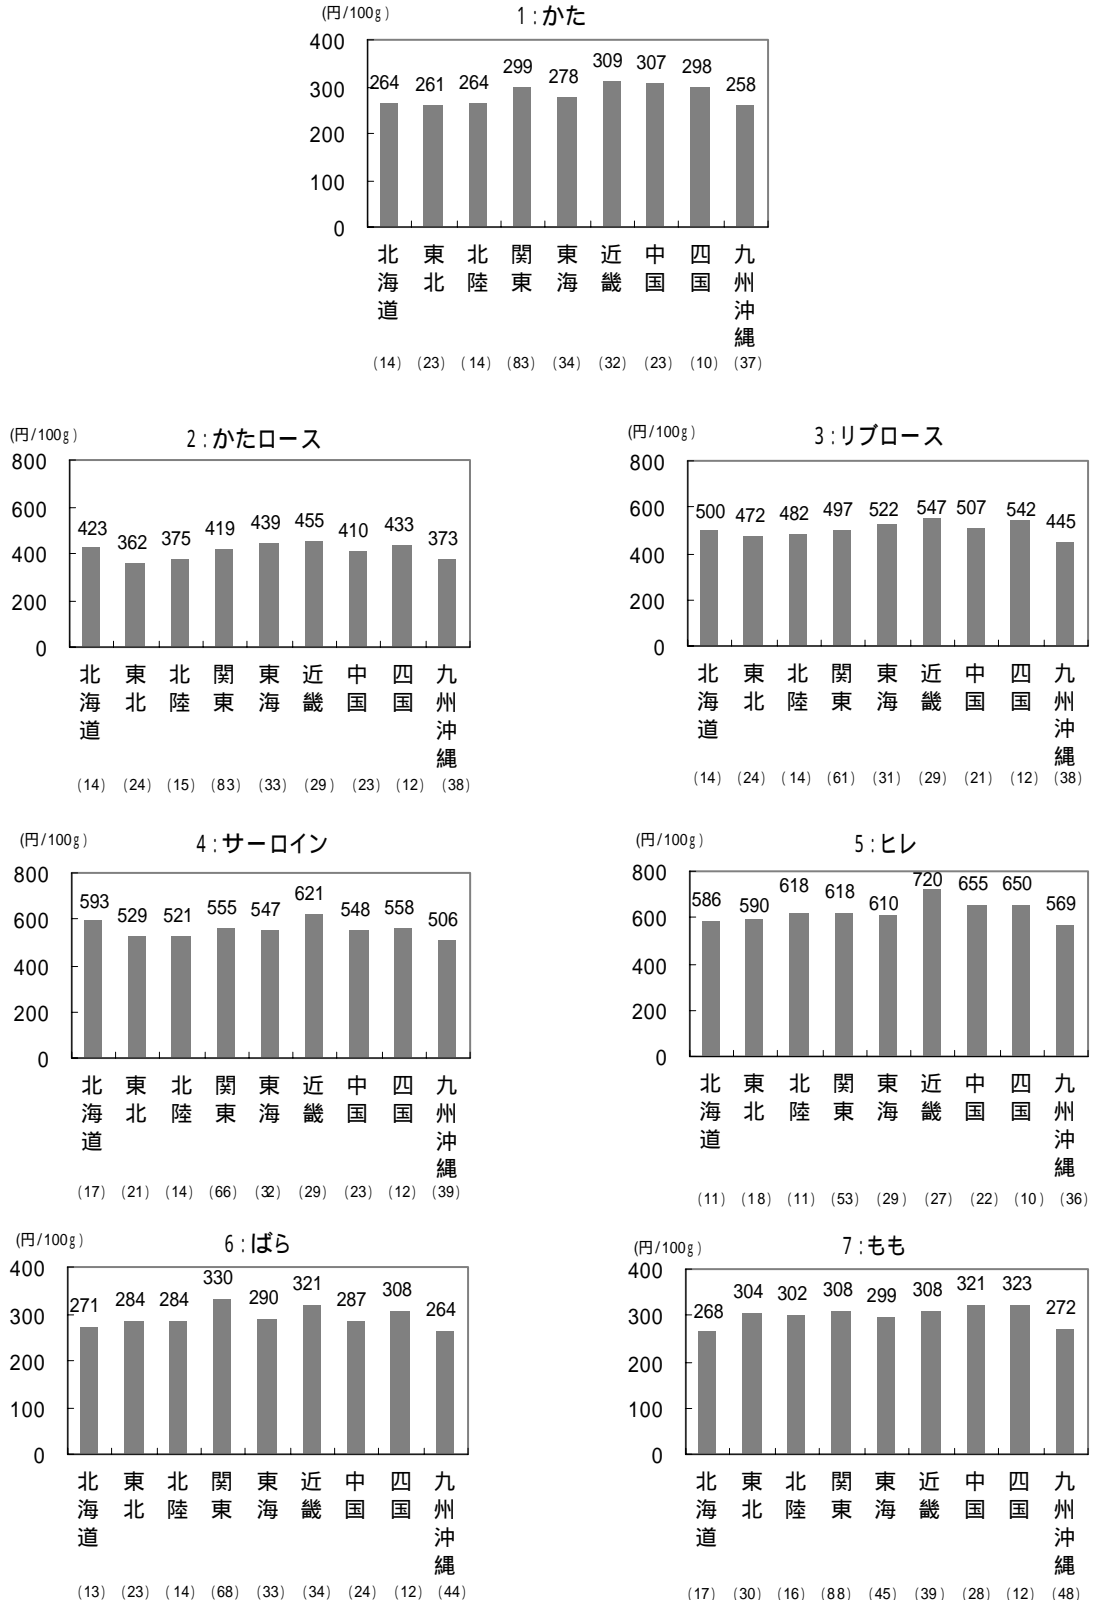 (円/100g)
1:かた
400
300
200
100
0
264 261 264 299 278 309 307 298 258
北海道 東北 北陸 関東 東海 近畿 中国 四国 九州沖縄
(14) (23) (14) (83) (34) (32) (23) (10) (37)
(円/100g)
2:かたロース
800
600
400
200
0
423 362 375 419 439 455 410 433 373
北海道 東北 北陸 関東 東海 近畿 中国 四国 九州沖縄
(14) (24) (15) (83) (33) (29) (23) (12) (38)
(円/100g)
3:リブロース
800
600
400
200
0
500 472 482 497 522 547 507 542 445
北海道 東北 北陸 関東 東海 近畿 中国 四国 九州沖縄
(14) (24) (14) (61) (31) (29) (21) (12) (38)
(円/100g)
4:サーロイン
800
600
400
200
0
593 529 521 555 547 621 548 558 506
北海道 東北 北陸 関東 東海 近畿 中国 四国 九州沖縄
(17) (21) (14) (66) (32) (29) (23) (12) (39)
(円/100g)
5:ヒレ
800
600
400
200
0
586 590 618 618 610 720 655 650 569
北海道 東北 北陸 関東 東海 近畿 中国 四国 九州沖縄
(11) (18) (11) (53) (29) (27) (22) (10) (36)
(円/100g)
6:ばら
400
300
200
100
0
271 284 284 330 290 321 287 308 264
北海道 東北 北陸 関東 東海 近畿 中国 四国 九州沖縄
(13) (23) (14) (68) (33) (34) (24) (12) (44)
(円/100g)
7:もも
400
300
200
100
0
268 304 302 308 299 308 321 323 272
北海道 東北 北陸 関東 東海 近畿 中国 四国 九州沖縄
(17) (30) (16) (88) (45) (39) (28) (12) (48)